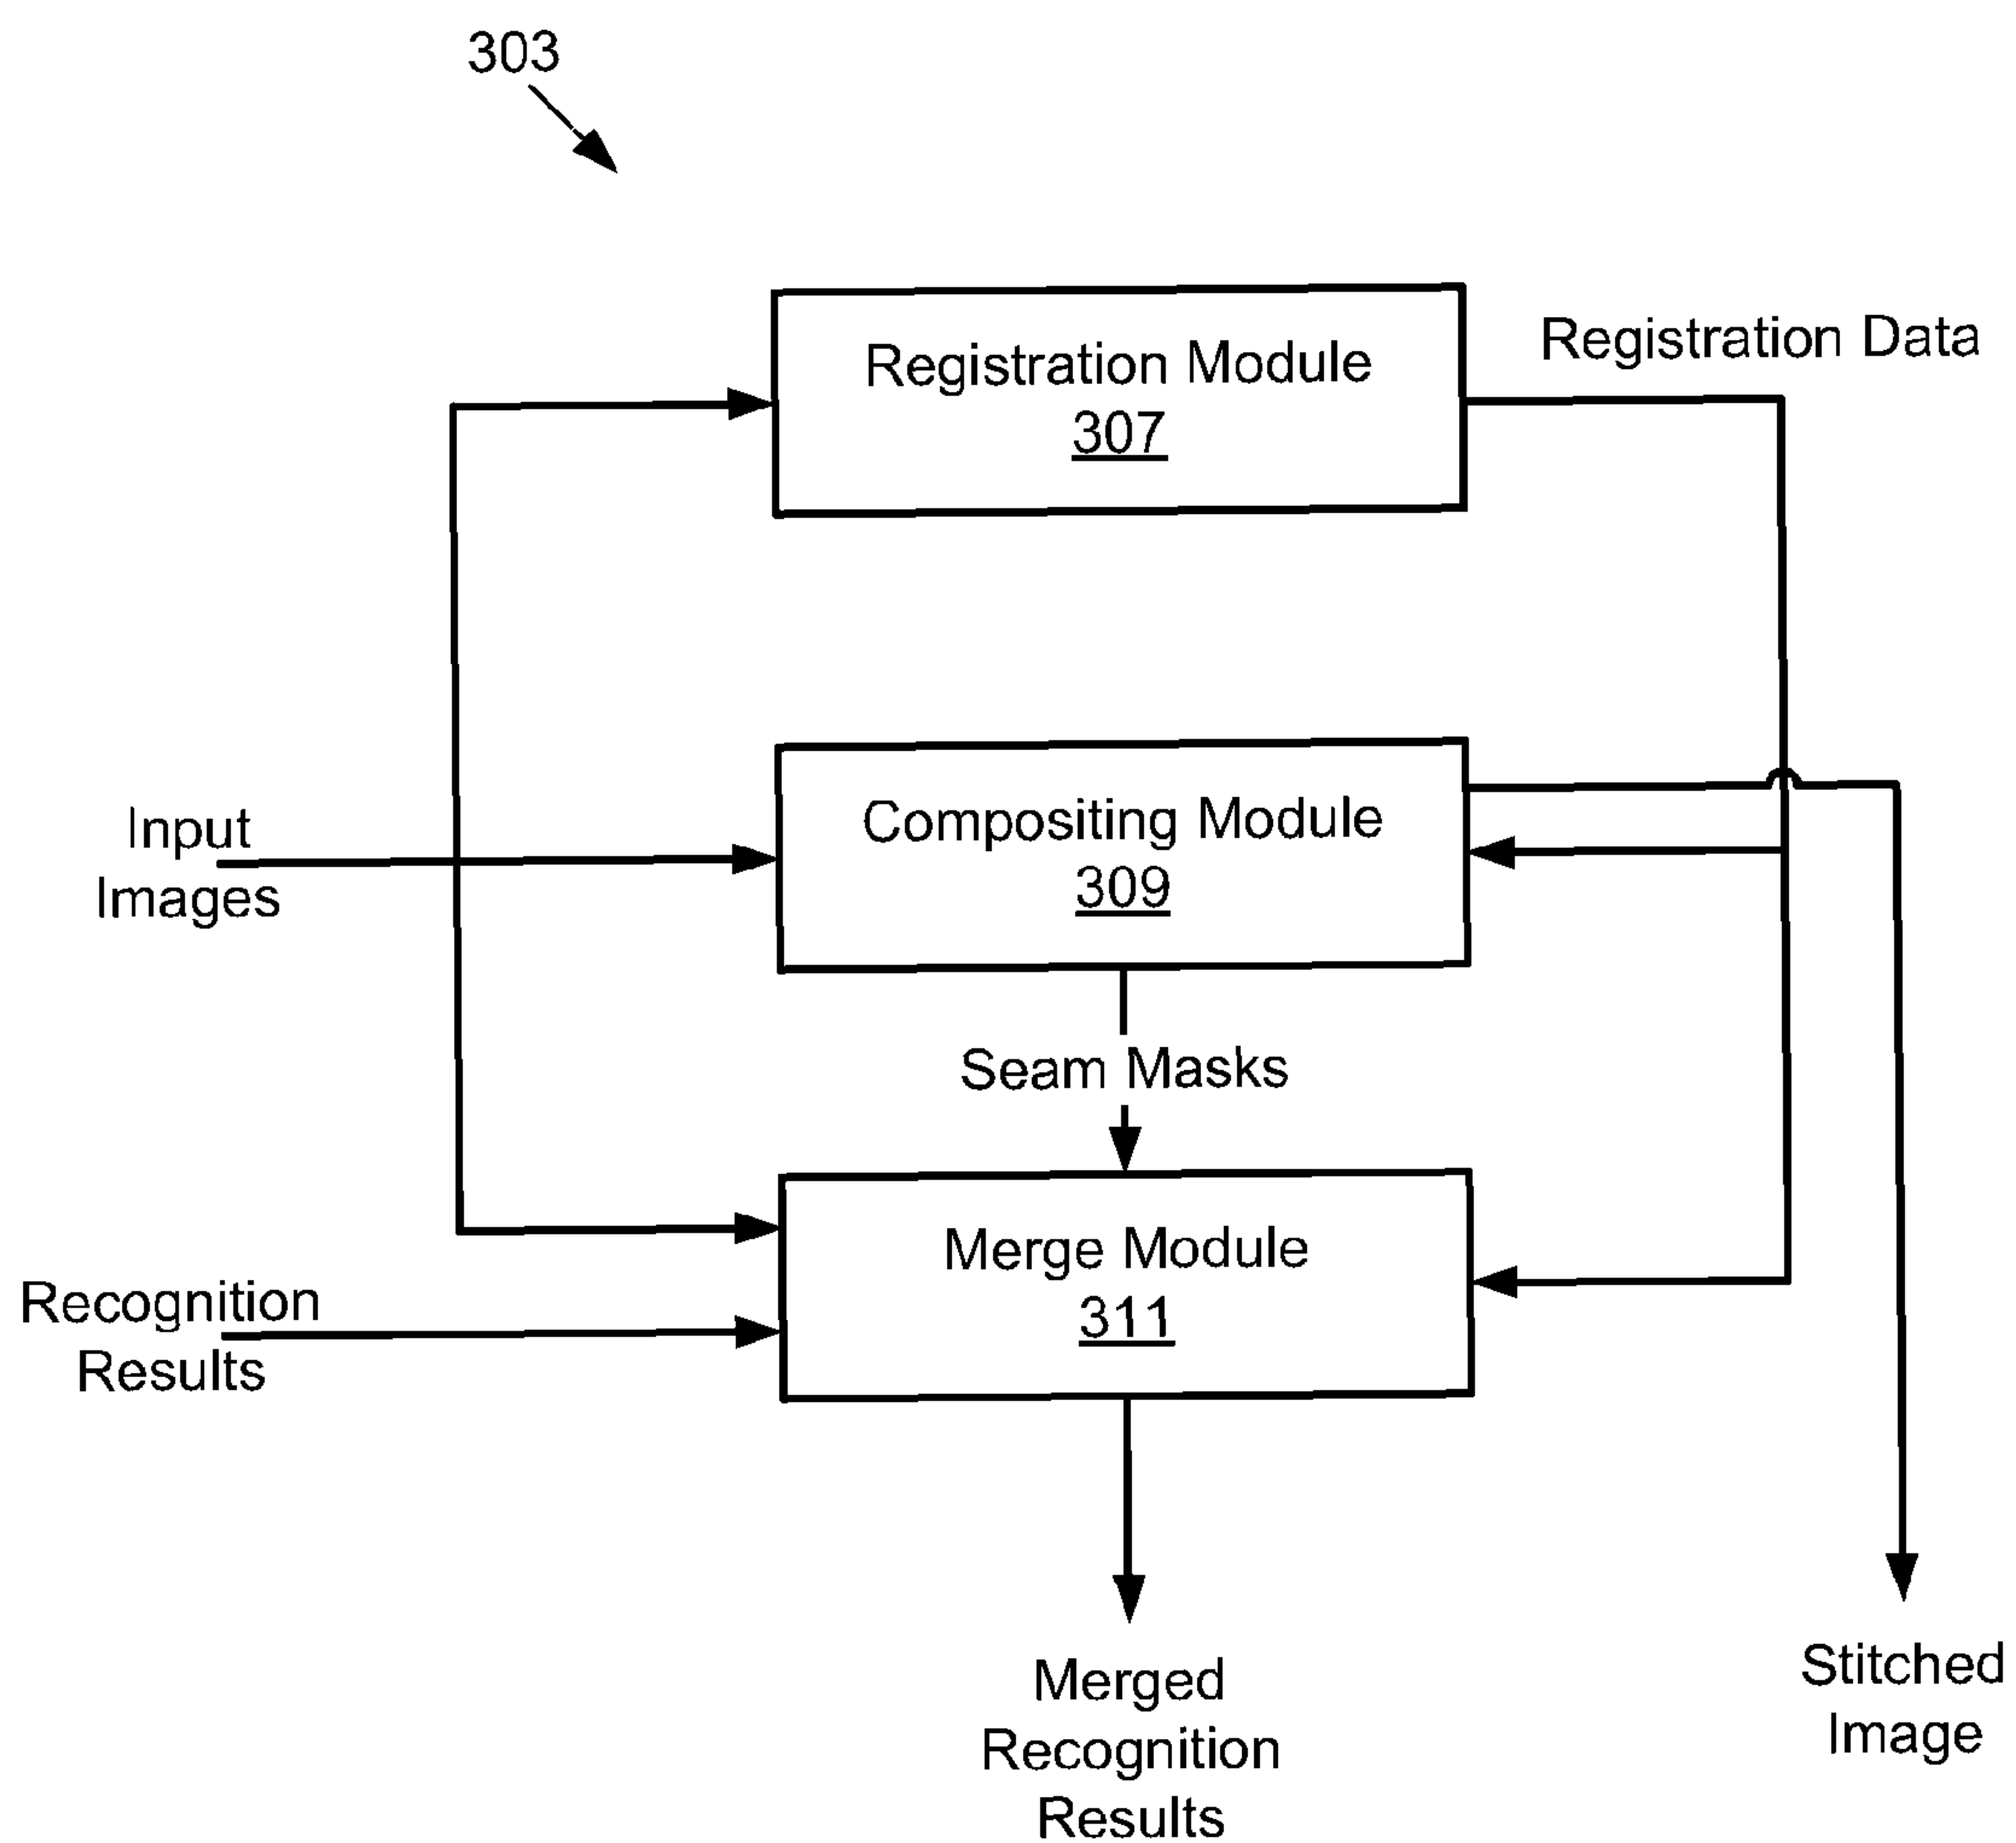 303
Registration Module
307
Registration Data
Compositing Module
309
Input
Images
Seam Masks
Merge Module
311
Recognition
Results
Merged
Recognition
Results
Stitched
Image